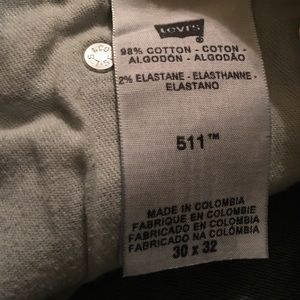 Levi's
®
98% COTTON - COTON -
ALGODÓN - ALGODÃO
2% ELASTANE - ELASTHANNE -
ELASTANO
511™
MADE IN COLOMBIA
FABRIQUE EN COLOMBIE
FABRICADO EN COLOMBIA
FABRICADO NA COLÔMBIA
30 x 32